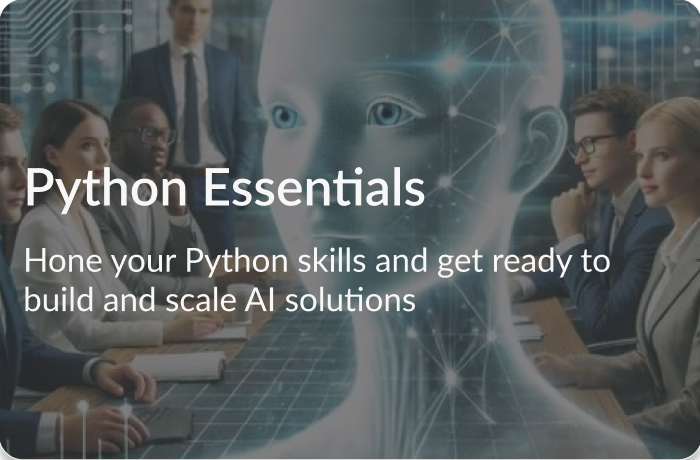 Python Essentials
Hone your Python skills and get ready to
build and scale AI solutions